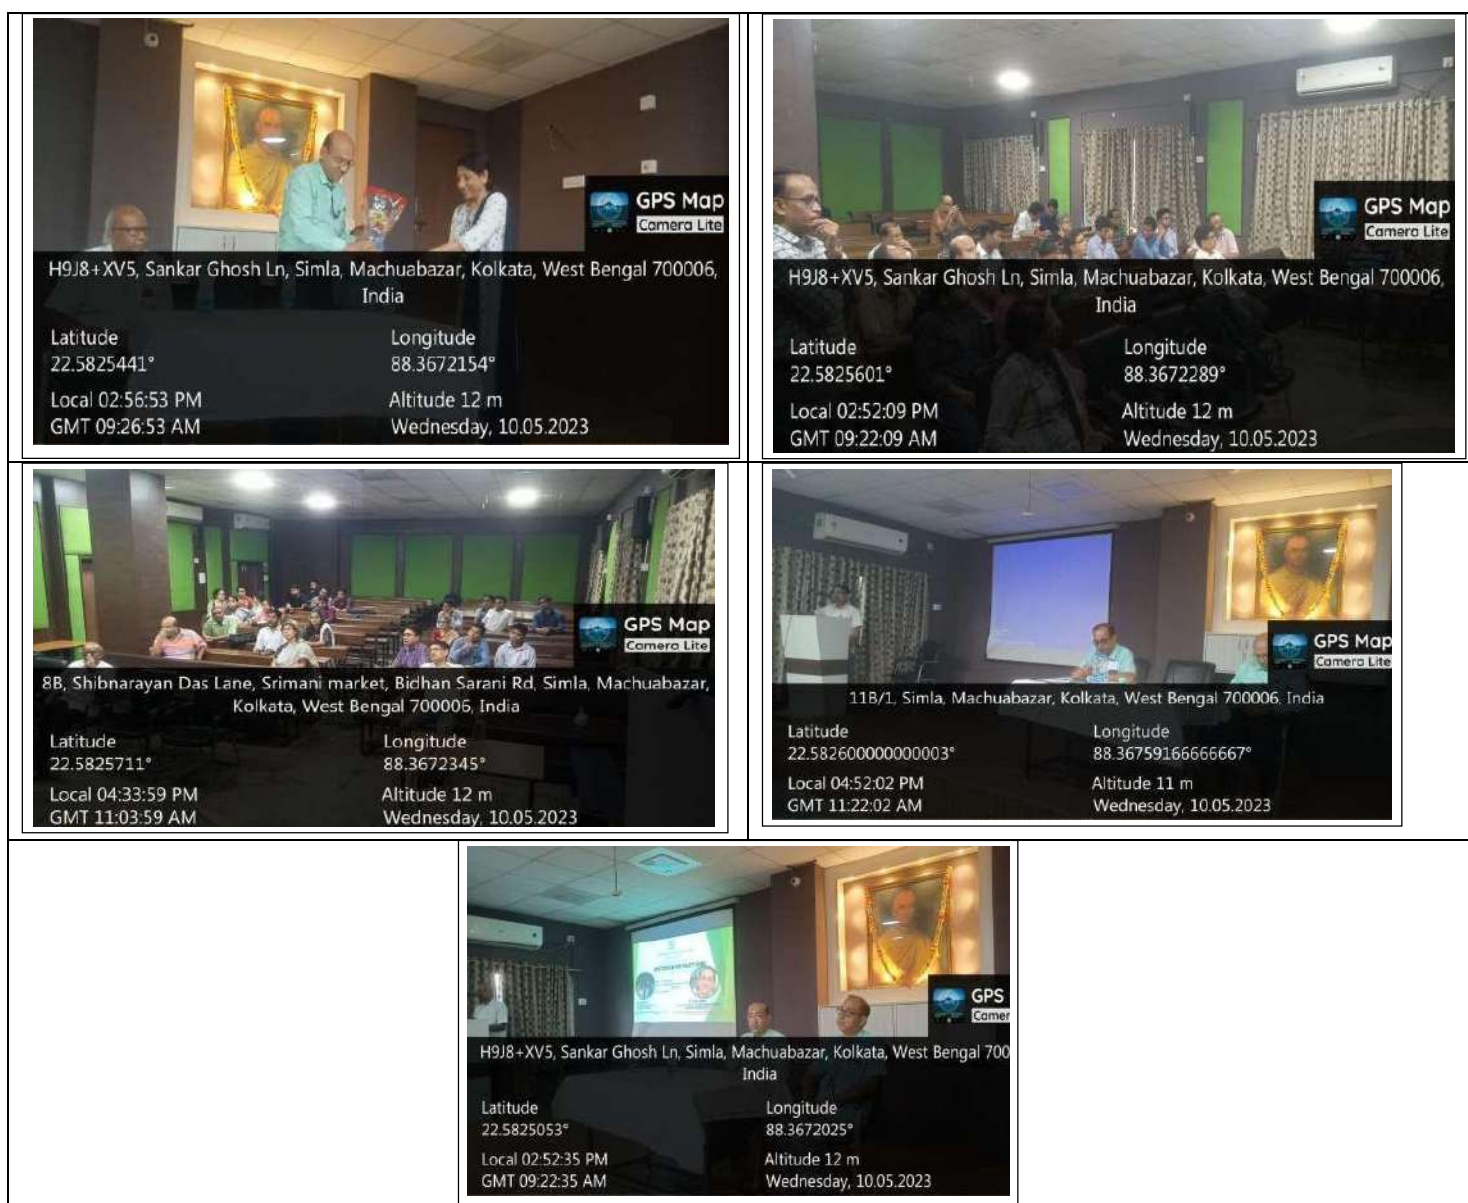 GPS Map
Camera Lite
H9J8+XV5, Sankar Ghosh Ln, Simla, Machuabazar, Kolkata, West Bengal 700006,
India
Latitude
22.5825441°
Longitude
88.3672154°
Local 02:56:53 PM
GMT 09:26:53 AM
Altitude 12 m
Wednesday, 10.05.2023
GPS Map
Camera Lite
H9J8+XV5, Sankar Ghosh Ln, Simla, Machuabazar, Kolkata, West Bengal 700006,
India
Latitude
22.5825601°
Longitude
88.3672289°
Local 02:52:09 PM
GMT 09:22:09 AM
Altitude 12 m
Wednesday, 10.05.2023
GPS Map
Camera Lite
8B, Shibnarayan Das Lane, Srimani market, Bidhan Sarani Rd, Simla, Machuabazar,
Kolkata, West Bengal 700006, India
Latitude
22.5825711°
Longitude
88.3672345°
Local 04:33:59 PM
GMT 11:03:59 AM
Altitude 12 m
Wednesday, 10.05.2023
GPS Map
Camera Lite
11B/1, Simla, Machuabazar, Kolkata, West Bengal 700006, India
Latitude
22.582600000000003°
Longitude
88.36759166666667°
Local 04:52:02 PM
GMT 11:22:02 AM
Altitude 11 m
Wednesday, 10.05.2023
GPS
Camer
H9J8+XV5, Sankar Ghosh Ln, Simla, Machuabazar, Kolkata, West Bengal 700
India
Latitude
22.5825053°
Longitude
88.3672025°
Local 02:52:35 PM
GMT 09:22:35 AM
Altitude 12 m
Wednesday, 10.05.2023